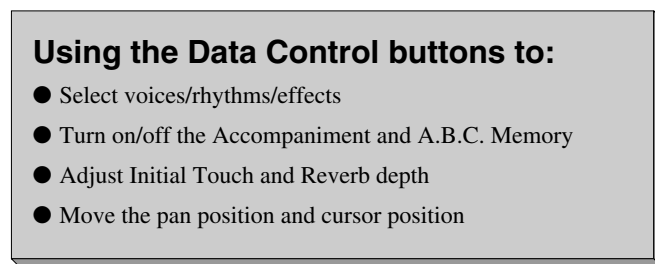 Using the Data Control buttons to:
● Select voices/rhythms/effects
● Turn on/off the Accompaniment and A.B.C. Memory
● Adjust Initial Touch and Reverb depth
● Move the pan position and cursor position